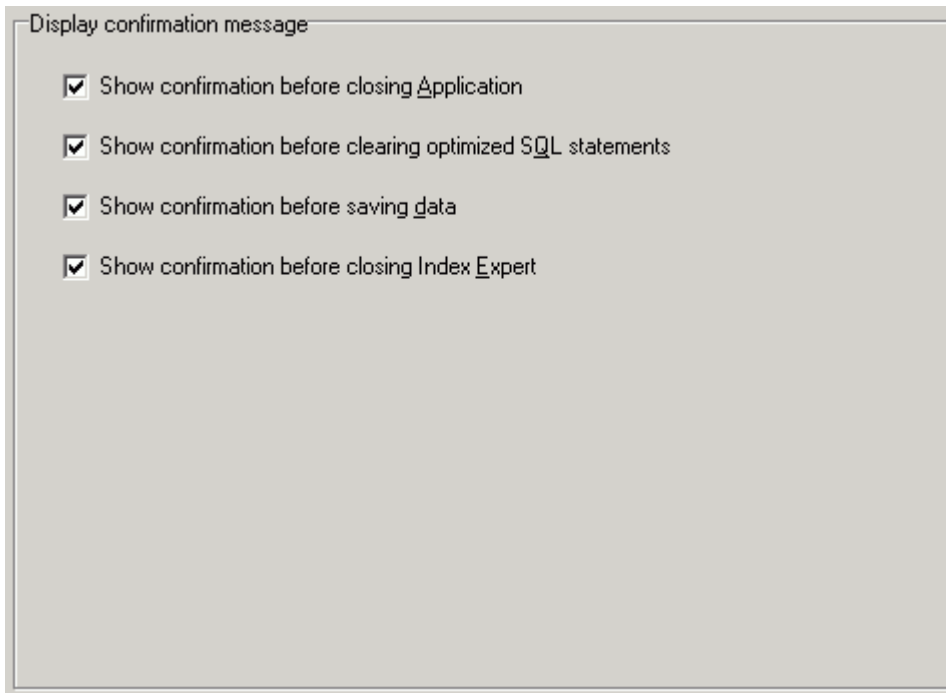 Display confirmation message
Show confirmation before closing Application
Show confirmation before clearing optimized SQL statements
Show confirmation before saving data
Show confirmation before closing Index Expert